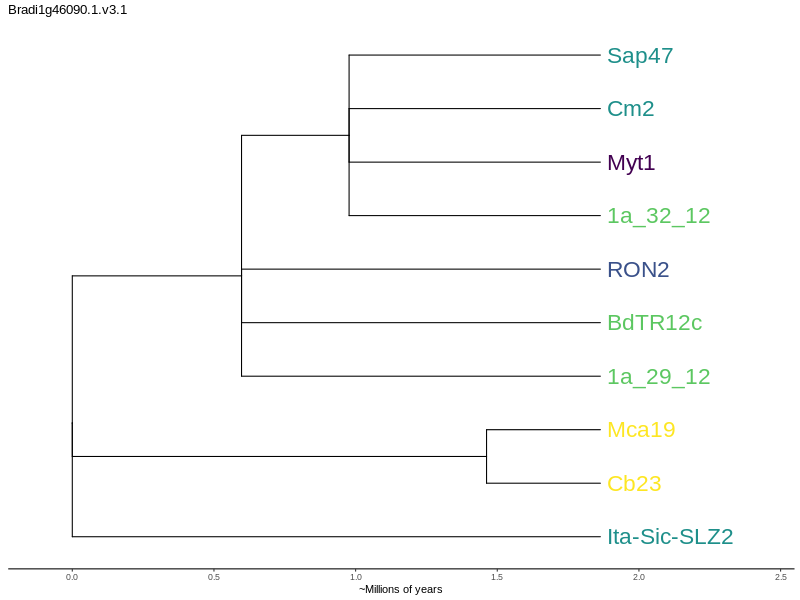 Bradi1g46090.1.v3.1
Sap47
Cm2
Myt1
1a_32_12
RON2
BdTR12c
1a_29_12
Mca19
Cb23
Ita-Sic-SLZ2
0.0 0.5 1.0 1.5 2.0 2.5
~Millions of years